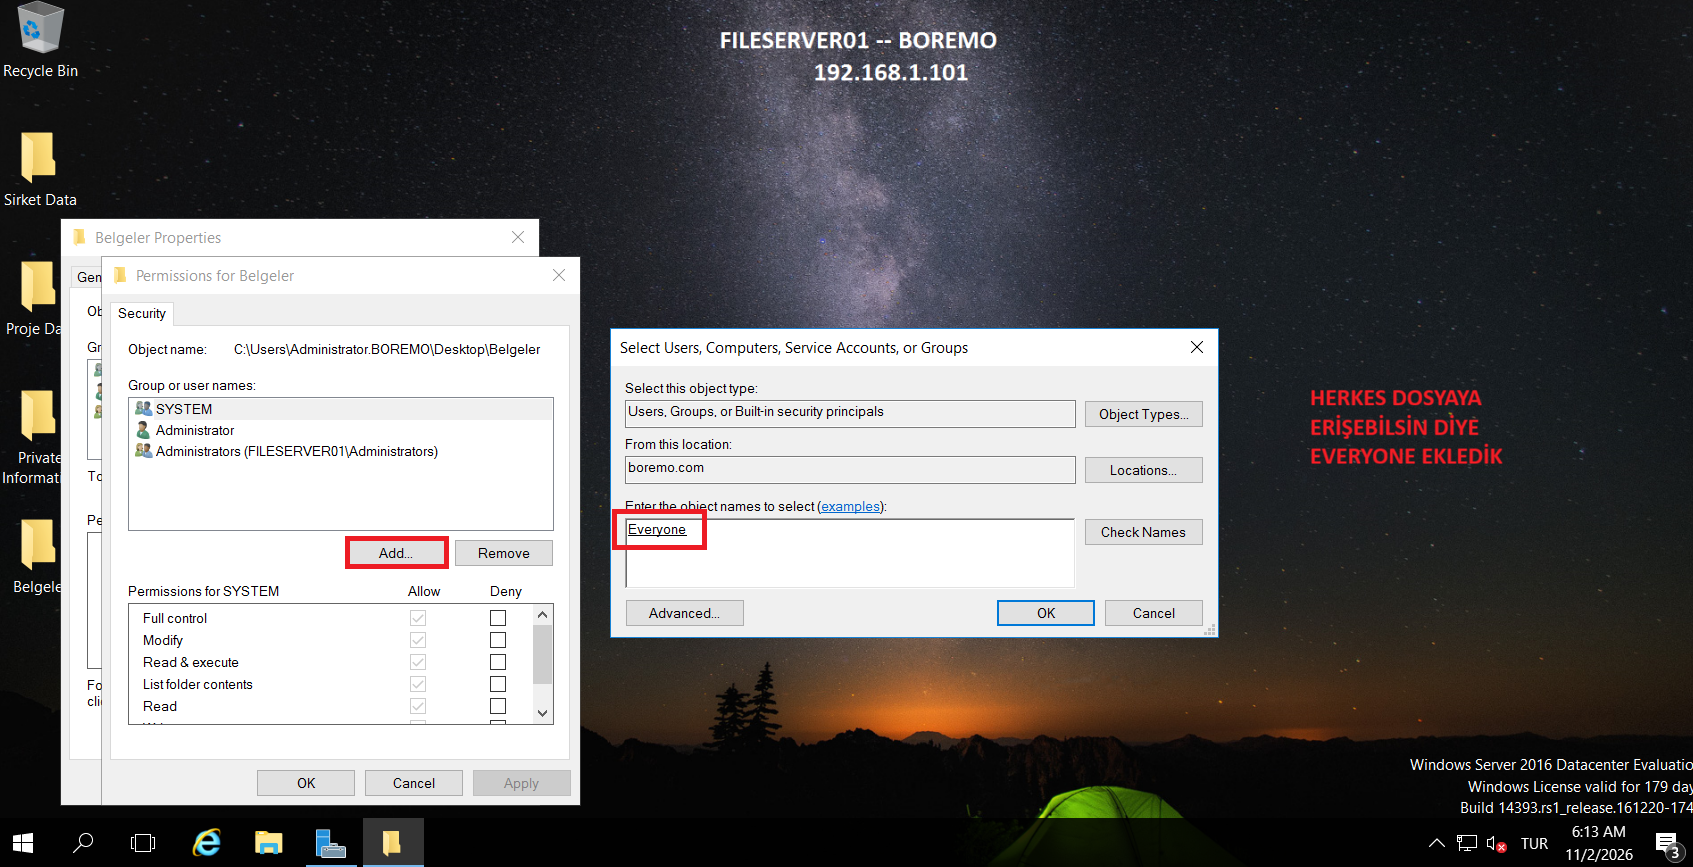 FILESERVER01 -- BOREMO
192.168.1.101
Recycle Bin
Sirket Data
Proje Da
Private
Informat
Belgele
Belgeler Properties
Gen
Ob
Gr
To
Pe
Fo
clic
Permissions for Belgeler
Security
Object name: C:\Users\Administrator.BOREMO\Desktop\Belgeler
Group or user names:
SYSTEM
Administrator
Administrators (FILESERVER01\Administrators)
Add...
Remove
Permissions for SYSTEM Allow Deny
Full control
Modify
Read & execute
List folder contents
Read
OK
Cancel
Apply
Select Users, Computers, Service Accounts, or Groups
Select this object type:
Users, Groups, or Built-in security principals
Object Types...
From this location:
boremo.com
Locations...
Enter the object names to select (examples):
Everyone
Check Names
Advanced...
OK
Cancel
HERKES DOSYAYA
ERİŞEBİLSİN DİYE
EVERYONE EKLEDİK
Windows Server 2016 Datacenter Evaluatio
Windows License valid for 179 day
Build 14393.rs1_release.161220-174
TUR
6:13 AM
11/2/2026
3